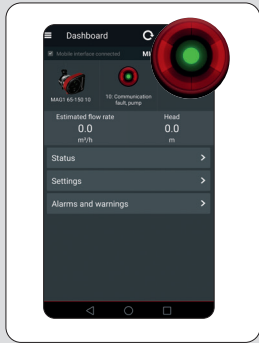 Dashboard
Mobile interface connected
MAG1 65-150 10
10: Communication
fault, pump
Estimated flow rate
0.0
m³/h
Head
0.0
m
Status
Settings
Alarms and warnings